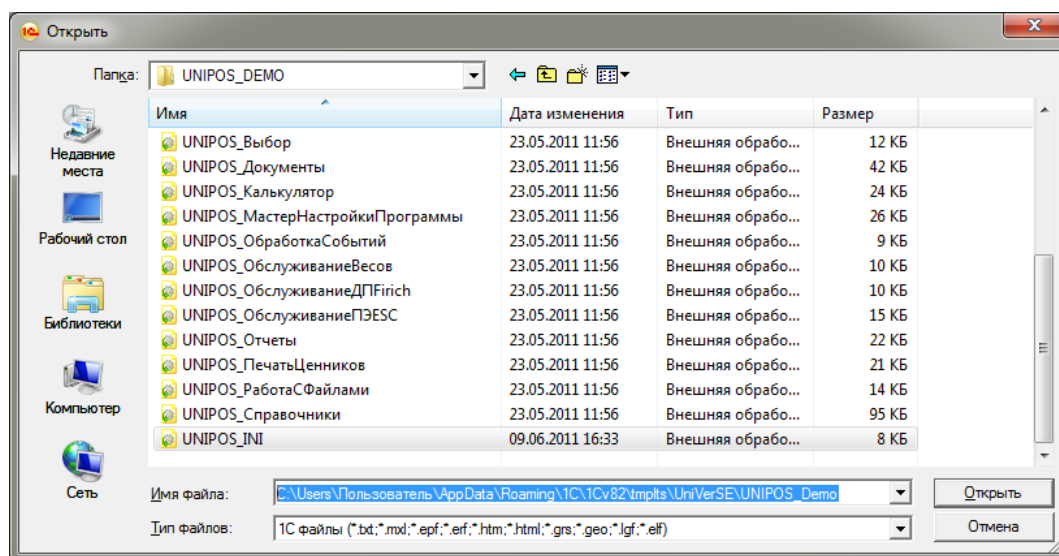 1С Открыть
Папка: UNIPOS_DEMO
Имя Дата изменения Тип Размер
UNIPOS_Выбор 23.05.2011 11:56 Внешняя обрабо... 12 КБ
UNIPOS_Документы 23.05.2011 11:56 Внешняя обрабо... 42 КБ
UNIPOS_Калькулятор 23.05.2011 11:56 Внешняя обрабо... 24 КБ
UNIPOS_МастерНастройкиПрограммы 23.05.2011 11:56 Внешняя обрабо... 26 КБ
UNIPOS_ОбработкаСобытий 23.05.2011 11:56 Внешняя обрабо... 9 КБ
UNIPOS_ОбслуживаниеВесов 23.05.2011 11:56 Внешняя обрабо... 10 КБ
UNIPOS_ОбслуживаниеДПFirich 23.05.2011 11:56 Внешняя обрабо... 10 КБ
UNIPOS_ОбслуживаниеПЭESC 23.05.2011 11:56 Внешняя обрабо... 15 КБ
UNIPOS_Отчеты 23.05.2011 11:56 Внешняя обрабо... 22 КБ
UNIPOS_ПечатьЦенников 23.05.2011 11:56 Внешняя обрабо... 21 КБ
UNIPOS_РаботаСФайлами 23.05.2011 11:56 Внешняя обрабо... 14 КБ
UNIPOS_Справочники 23.05.2011 11:56 Внешняя обрабо... 95 КБ
UNIPOS_INI 09.06.2011 16:33 Внешняя обрабо... 8 КБ
Недавние
места
Рабочий стол
Библиотеки
Компьютер
Сеть
Имя файла: C:\Users\Пользователь\AppData\Roaming\1C\1Cv82\tmplts\UniVerSE\UNIPOS_Demo Открыть
Тип файлов: 1С файлы (*.txt;*.mxl;*.epf;*.erf;*.htm;*.html;*.grs;*.geo;*.lgf;*.elf) Отмена